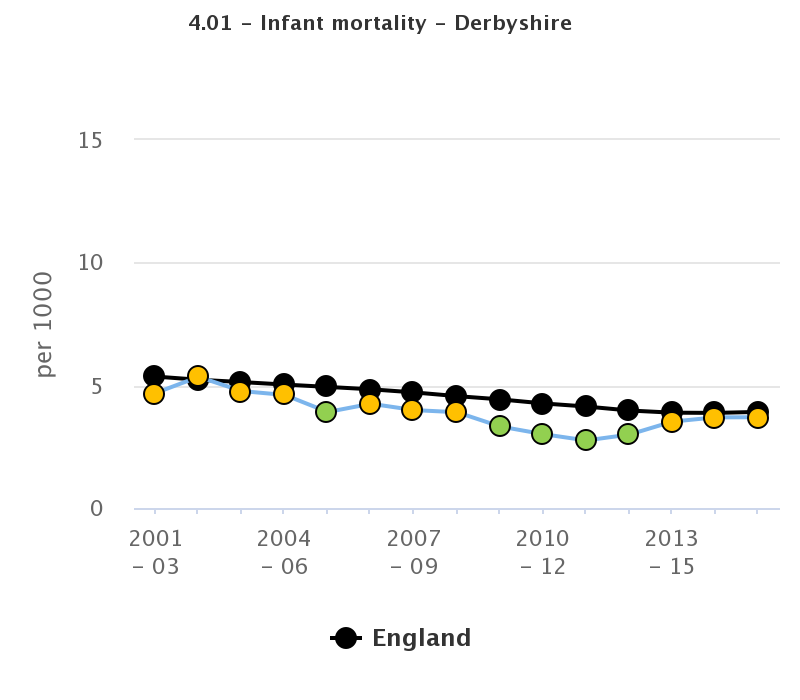 4.01 – Infant mortality – Derbyshire
15
10
5
0
per 1000
2001 – 03
2004 – 06
2007 – 09
2010 – 12
2013 – 15
England